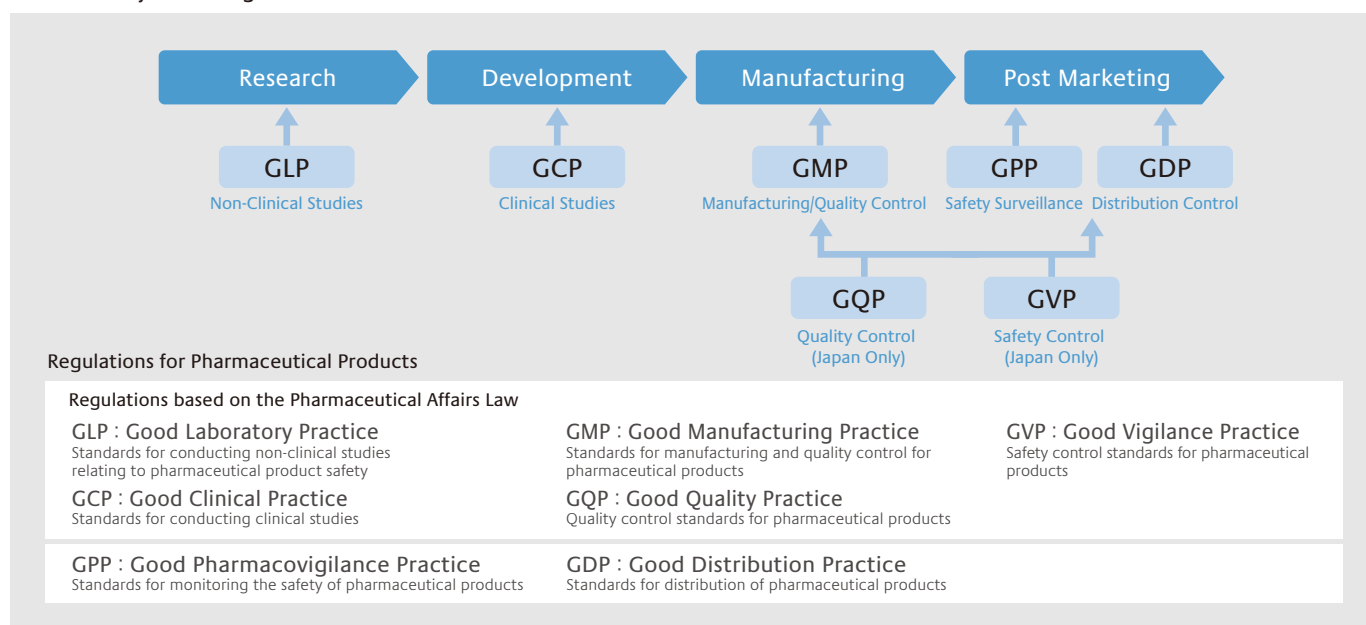 Research Development Manufacturing Post Marketing
GLP GCP GMP GPP GDP
Non-Clinical Studies Clinical Studies Manufacturing/Quality Control Safety Surveillance Distribution Control
GQP GVP
Quality Control
(Japan Only)
Safety Control
(Japan Only)
Regulations for Pharmaceutical Products
Regulations based on the Pharmaceutical Affairs Law
GLP : Good Laboratory Practice
Standards for conducting non-clinical studies
relating to pharmaceutical product safety
GCP : Good Clinical Practice
Standards for conducting clinical studies
GMP : Good Manufacturing Practice
Standards for manufacturing and quality control for
pharmaceutical products
GQP : Good Quality Practice
Quality control standards for pharmaceutical products
GVP : Good Vigilance Practice
Safety control standards for pharmaceutical
products
GPP : Good Pharmacovigilance Practice
Standards for monitoring the safety of pharmaceutical products
GDP : Good Distribution Practice
Standards for distribution of pharmaceutical products